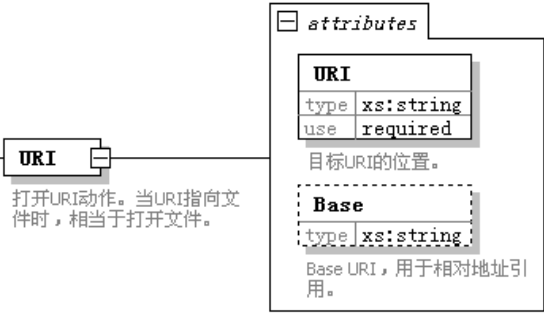 attributes
URI
type xs:string
use required
目标URI的位置。
URI
打开URI动作。当URI指向文
件时，相当于打开文件。
Base
type xs:string
Base URI，用于相对地址引
用。